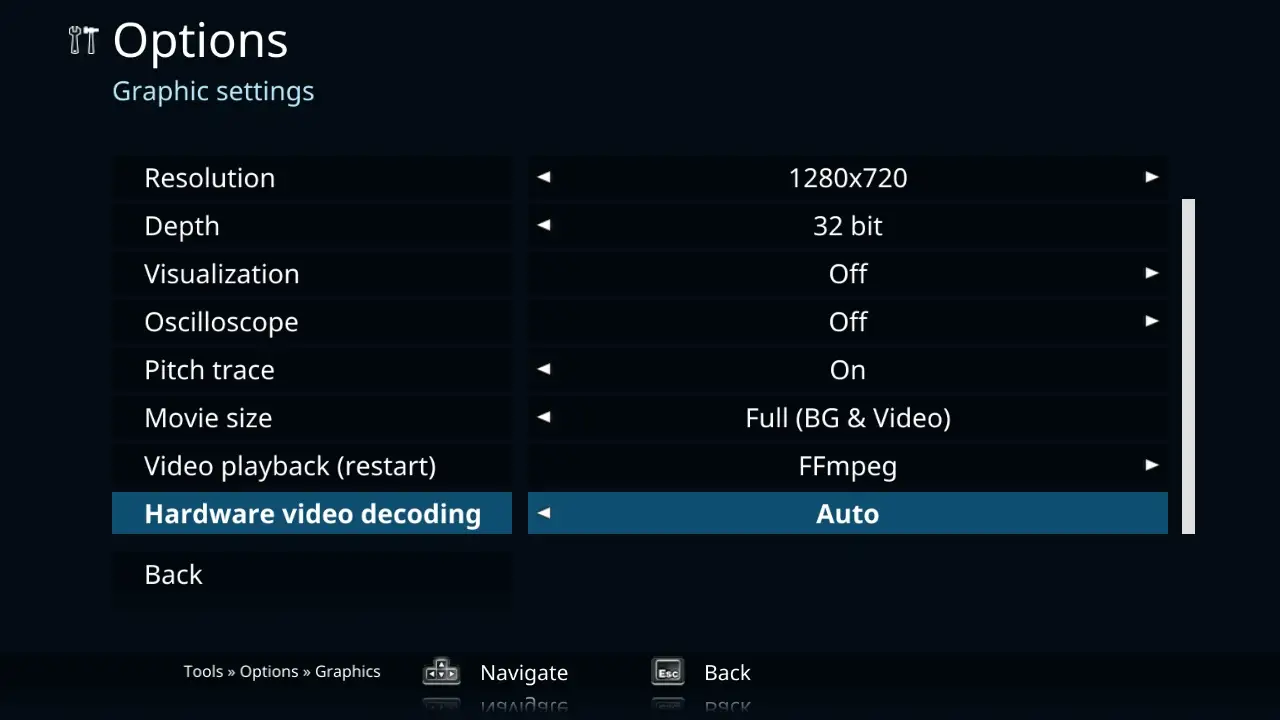 Options
Graphic settings
Resolution 1280x720
Depth 32 bit
Visualization Off
Oscilloscope Off
Pitch trace On
Movie size Full (BG & Video)
Video playback (restart) FFmpeg
Hardware video decoding Auto
Back
Tools » Options » Graphics Navigate Esc Back